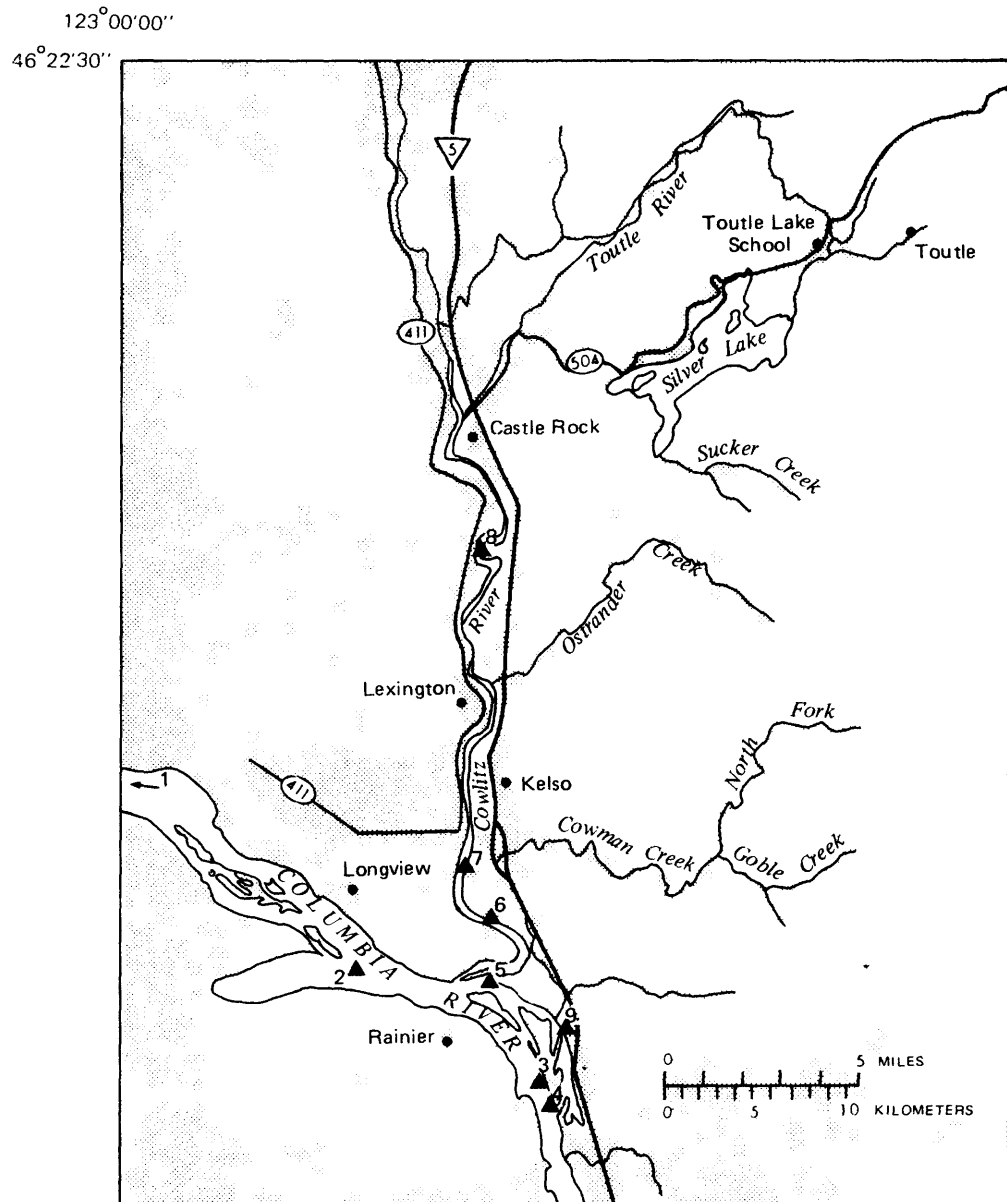 123°00'00''
46°22'30''
5
Toutle River
Toutle Lake
School
Toutle
411
504
Silver Lake
Castle Rock
Sucker Creek
8
River
Ostrander Creek
Lexington
North Fork
1
411
Cowlitz
Kelso
Cowman Creek
Goble Creek
7
Longview
6
COLUMBIA RIVER
2
5
9
Rainier
3
4
0 5 MILES
0 5 10 KILOMETERS